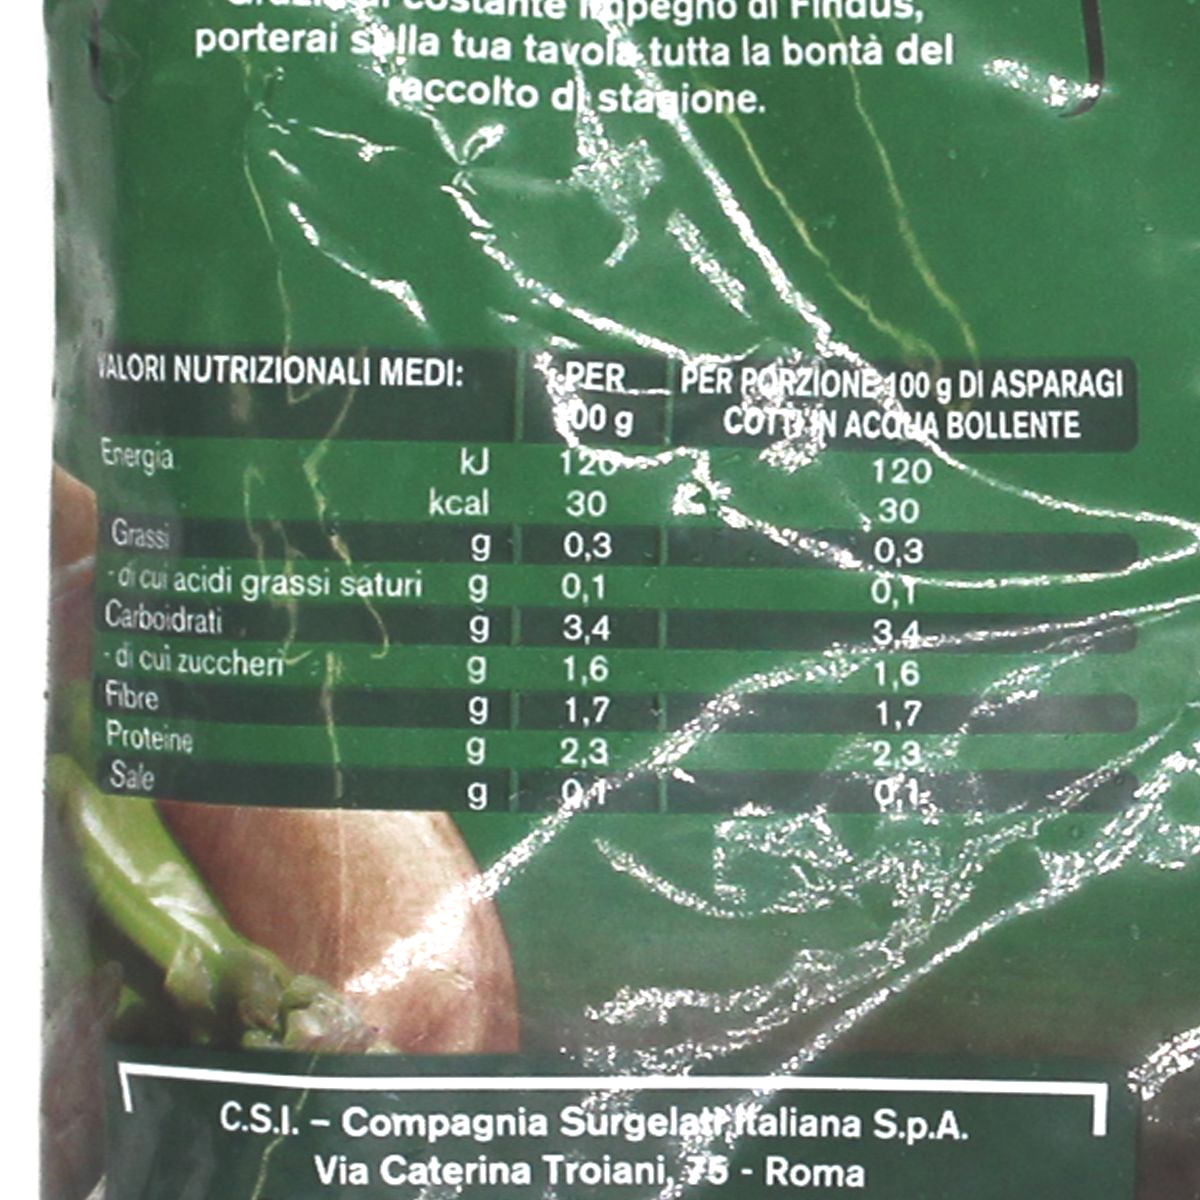 costante impegno di Findus,
porterai sulla tua tavola tutta la bontà del
raccolto di stagione.
VALORI NUTRIZIONALI MEDI: PER 100 g PER PORZIONE 100 g DI ASPARAGI COTTI IN ACQUA BOLLENTE
Energia kJ 120 120
kcal 30 30
Grassi g 0,3 0,3
- di cui acidi grassi saturi g 0,1 0,1
Carboidrati g 3,4 3,4
- di cui zuccheri g 1,6 1,6
Fibre g 1,7 1,7
Proteine g 2,3 2,3
Sale g 0,1 0,1
C.S.I. – Compagnia Surgelati Italiana S.p.A.
Via Caterina Troiani, 75 - Roma